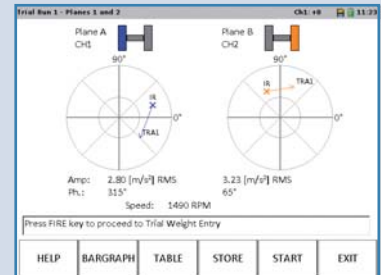 Trial Run 1 - Planes 1 and 2
Ch1: +8
11:23
Plane A
CH1
Plane B
CH2
90°
90°
IR
TRA1
0°
IR
TRA1
0°
Amp: 2.80 [m/s²] RMS
3.23 [m/s²] RMS
Ph.: 315°
65°
Speed: 1490 RPM
Press FIRE key to proceed to Trial Weight Entry
HELP
BARGRAPH
TABLE
STORE
START
EXIT